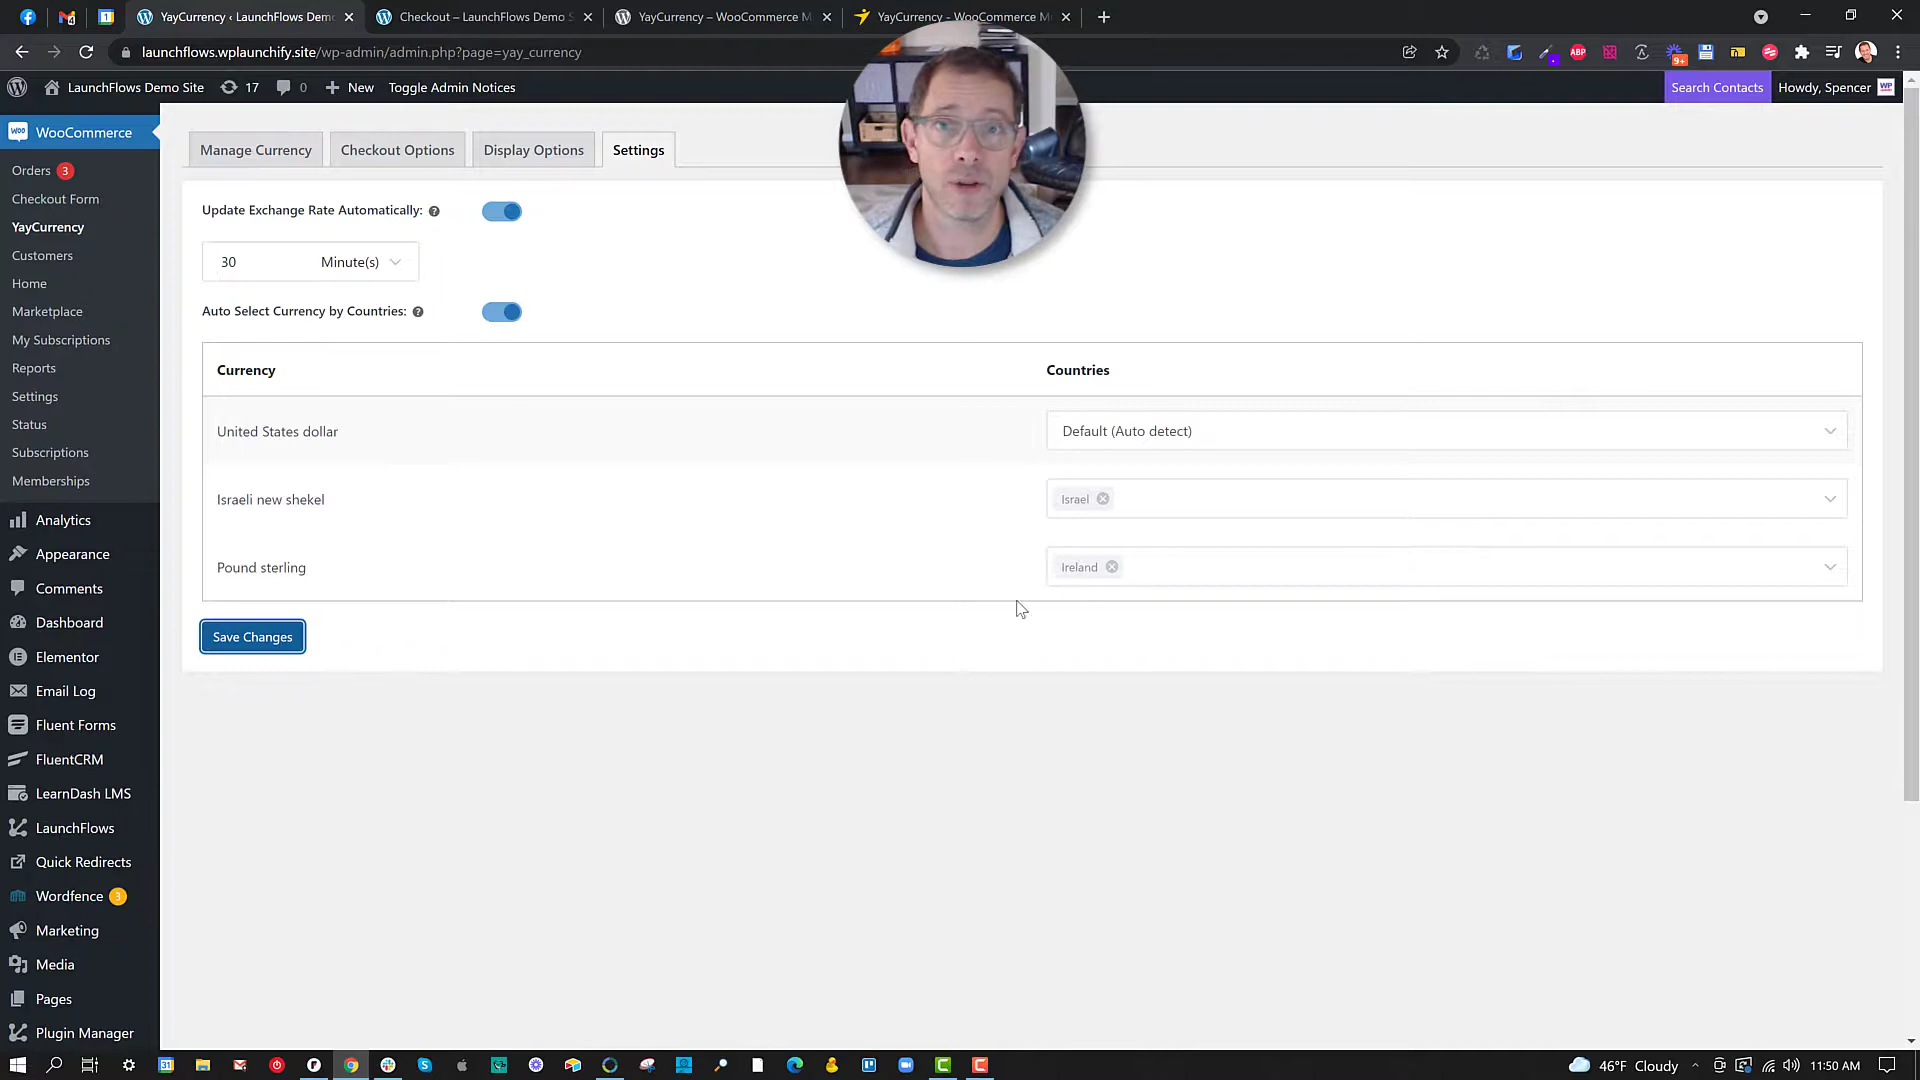 4
1
YayCurrency ‹ LaunchFlows Dem
Checkout – LaunchFlows Demo S
YayCurrency – WooCommerce M
YayCurrency - WooCommerce M
launchflows.wplaunchify.site/wp-admin/admin.php?page=yay_currency
ABP
9+
LaunchFlows Demo Site
17
0
New
Toggle Admin Notices
Search Contacts
Howdy, Spencer
WooCommerce
Orders 3
Checkout Form
YayCurrency
Customers
Home
Marketplace
My Subscriptions
Reports
Settings
Status
Subscriptions
Memberships
Analytics
Appearance
Comments
Dashboard
Elementor
Email Log
Fluent Forms
FluentCRM
LearnDash LMS
LaunchFlows
Quick Redirects
Wordfence 3
Marketing
Media
Pages
Plugin Manager
Manage Currency
Checkout Options
Display Options
Settings
Update Exchange Rate Automatically:
30 Minute(s)
Auto Select Currency by Countries:
Currency
Countries
United States dollar
Default (Auto detect)
Israeli new shekel
Israel
Pound sterling
Ireland
Save Changes
46°F Cloudy
11:50 AM